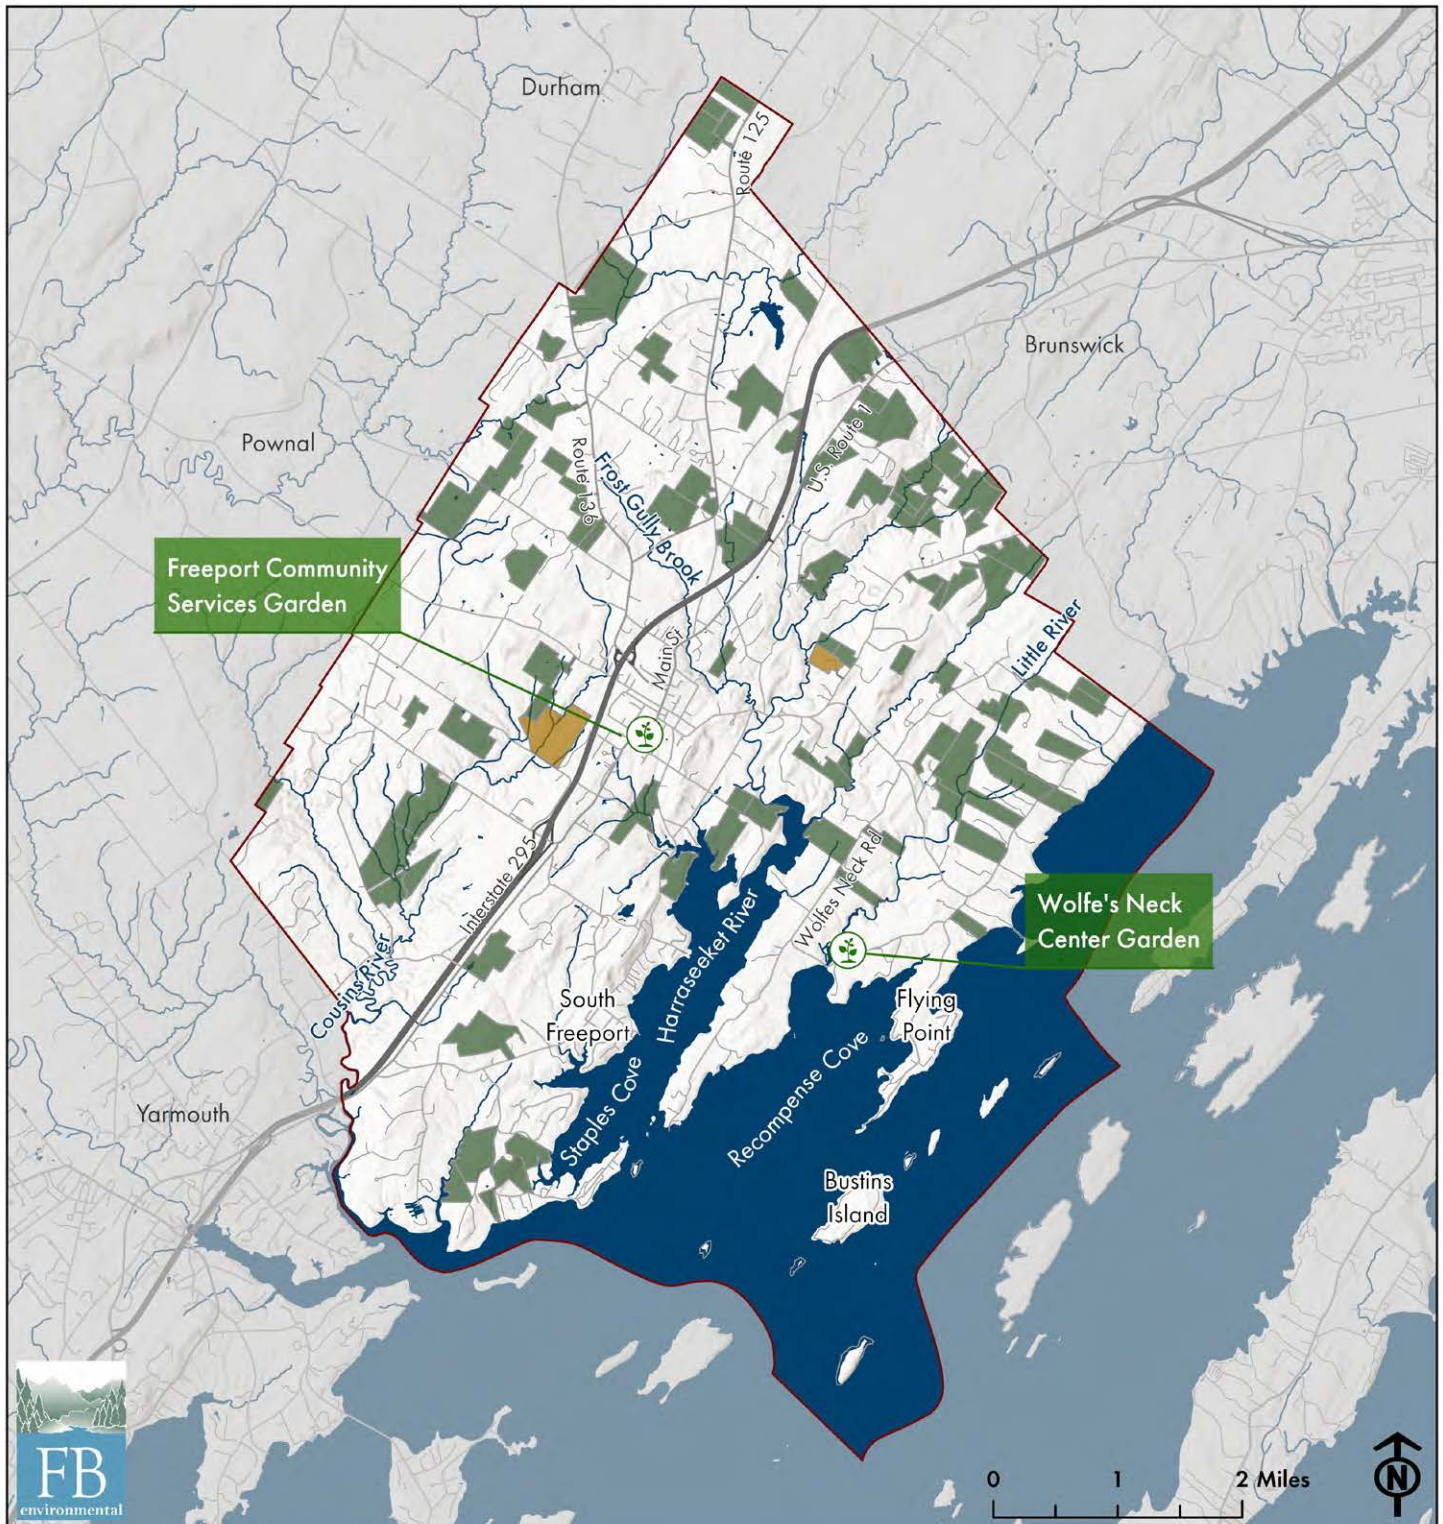 Durham
Route 125
Brunswick
Pownal
U.S. Route 1
Route 136
Frost Gully Brook
Freeport Community
Services Garden
Little River
Main St
Wolfes Neck Rd
Interstate 295
Wolfe's Neck
Center Garden
Cousins River
Harraseeket River
South
Freeport
Flying
Point
Staples Cove
Recompense Cove
Yarmouth
Bustins
Island
FB
environmental
0 1 2 Miles
N